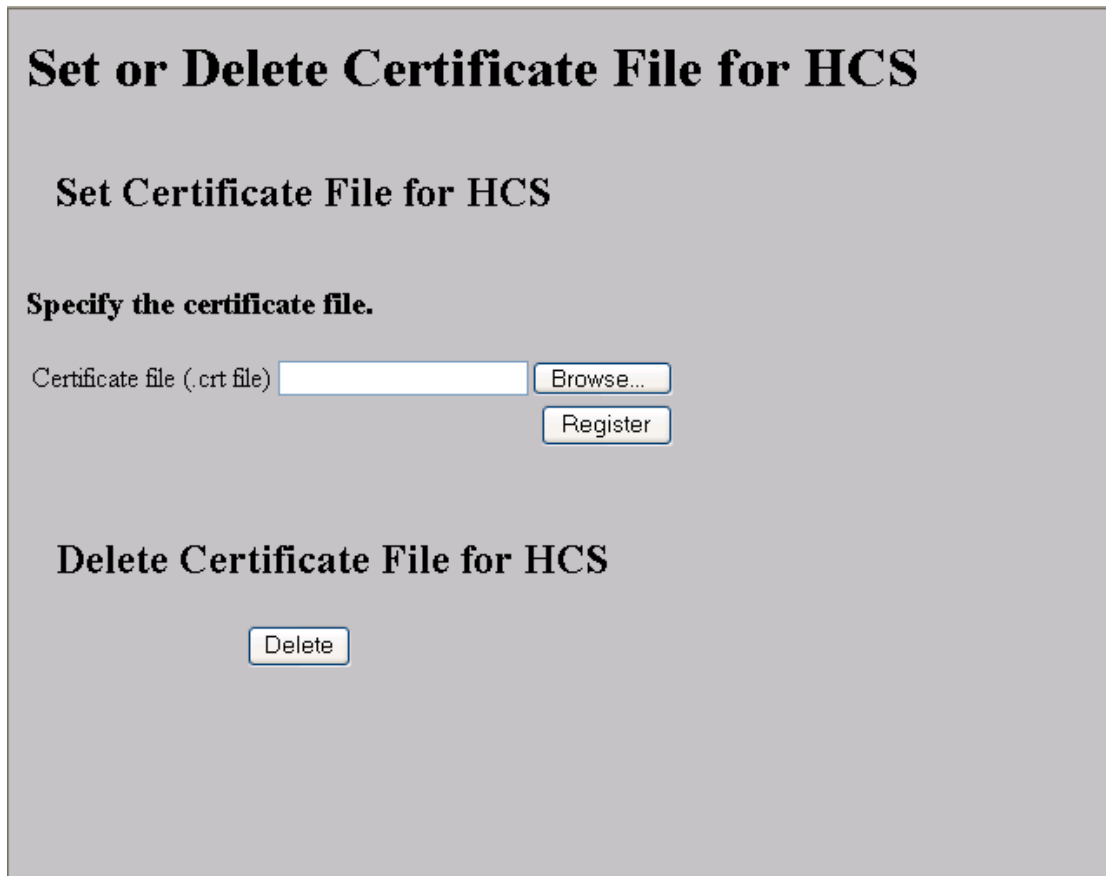 Set or Delete Certificate File for HCS
Set Certificate File for HCS
Specify the certificate file.
Certificate file (.crt file) Browse...
Register
Delete Certificate File for HCS
Delete